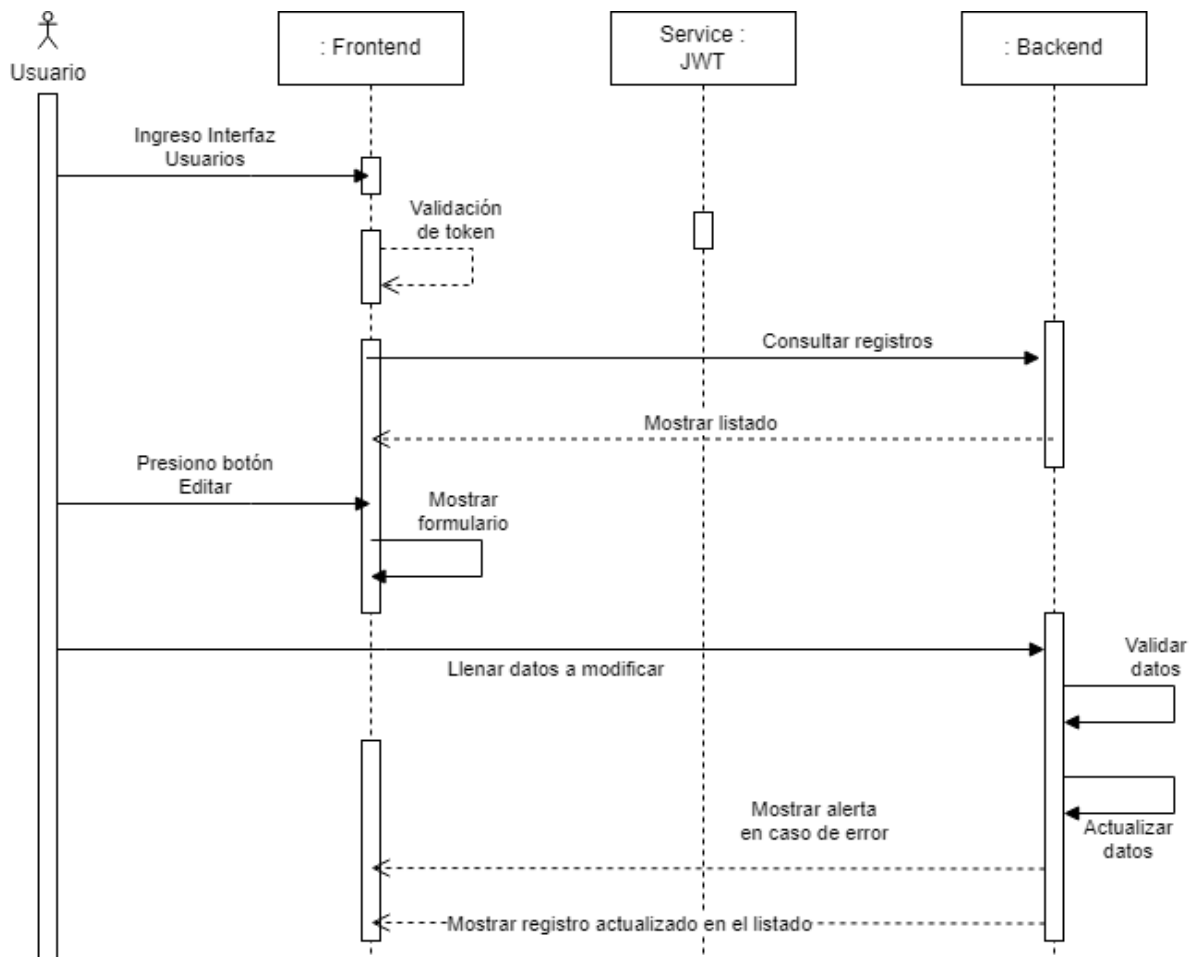 Usuario
: Frontend
Service :
JWT
: Backend
Ingreso Interfaz
Usuarios
Validación
de token
Consultar registros
Mostrar listado
Presiono botón
Editar
Mostrar
formulario
Llenar datos a modificar
Validar
datos
Mostrar alerta
en caso de error
Actualizar
datos
Mostrar registro actualizado en el listado